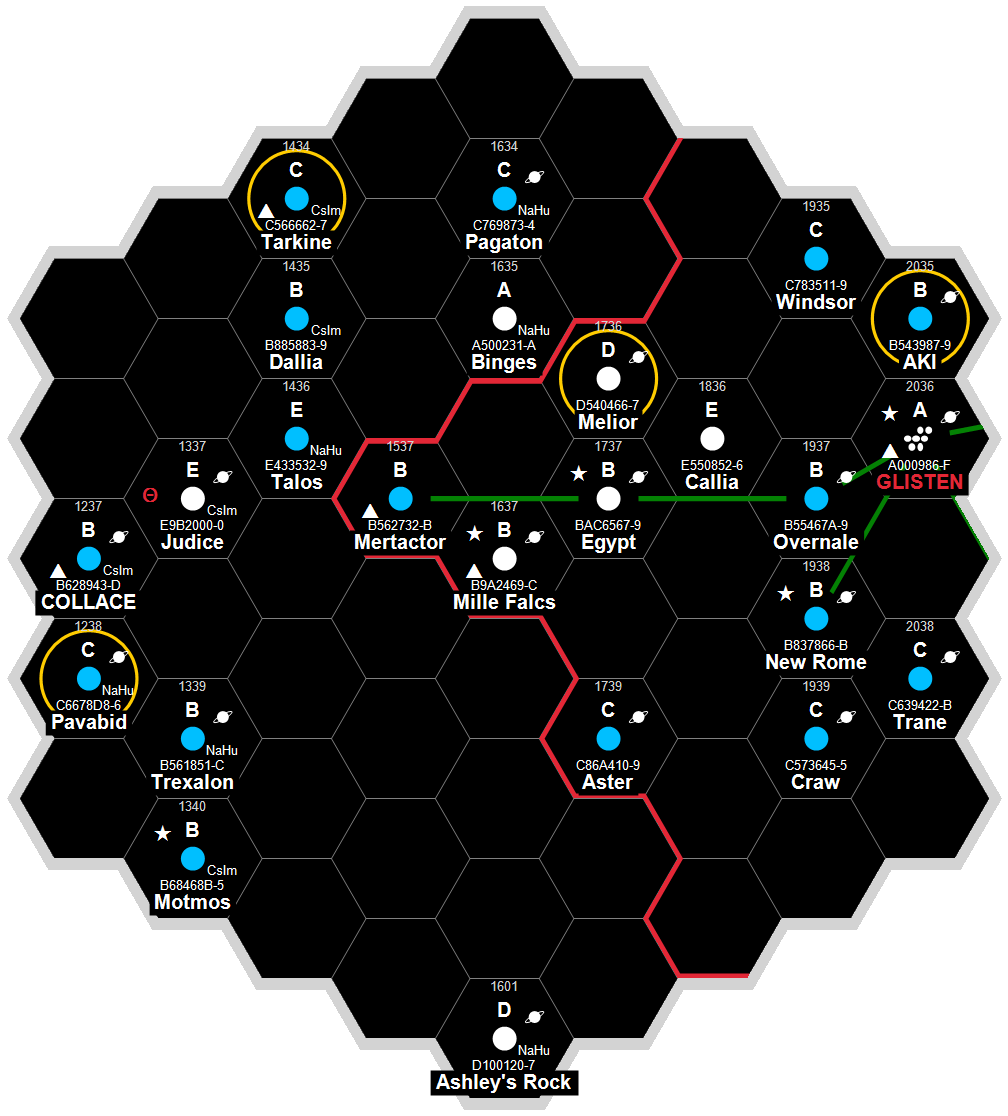 1434
C
CsIm
C566662-7
Tarkine
1634
C
NaHu
C769873-4
Pagaton
1935
C
C783511-9
Windsor
1435
B
CsIm
B885883-9
Dallia
1635
A
NaHu
A500231-A
Binges
2035
B
B543987-9
AKI
1736
D
D540466-7
Melior
1436
E
NaHu
E433532-9
Talos
1836
E
E550852-6
Callia
2036
A
A000986-F
GLISTEN
1337
E
CsIm
E9B2000-0
Judice
1537
B
B562732-B
Mertactor
1737
B
BAC6567-9
Egypt
1937
B
B55467A-9
Overnale
1237
B
CsIm
B628943-D
COLLACE
1637
B
B9A2469-C
Mille Falcs
1938
B
B837866-B
New Rome
1238
C
NaHu
C6678D8-6
Pavabid
2038
C
C639422-B
Trane
1339
B
NaHu
B561851-C
Trexalon
1739
C
C86A410-9
Aster
1939
C
C573645-5
Craw
1340
B
CsIm
B68468B-5
Motmos
1601
D
NaHu
D100120-7
Ashley's Rock